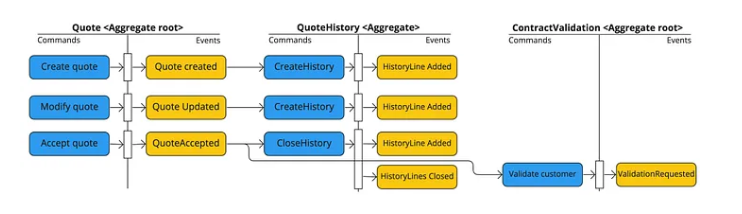 Quote <Aggregate root> QuoteHistory <Aggregate> ContractValidation <Aggregate root>
Commands Events Commands Events Commands Events
Create quote Quote created CreateHistory HistoryLine Added
Modify quote Quote Updated CreateHistory HistoryLine Added
Accept quote QuoteAccepted CloseHistory HistoryLine Added
Validate customer ValidationRequested
HistoryLines Closed